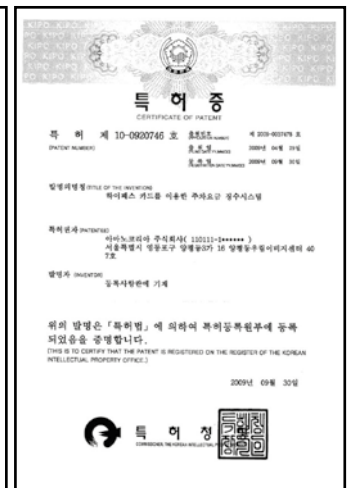 특 허 증
CERTIFICATE OF PATENT
특 허 제 10-0920746 호
출원번호 제 2009-0037479 호
(PATENT NUMBER)
출원일 2009년 04월 29일
등록일 2009년 09월 30일
발명의명칭 (TITLE OF THE INVENTION)
하이패스 카드를 이용한 주차요금 징수시스템
특허권자 (PATENTEE)
아마노코리아 주식회사( 110111-1****** )
서울특별시 영등포구 양평동3가 16 양평동우림이비지센터 40
7호
발명자 (INVENTOR)
등록사항란에 기재
위의 발명은 「특허법」에 의하여 특허등록원부에 등록
되었음을 증명합니다.
(THIS IS TO CERTIFY THAT THE PATENT IS REGISTERED ON THE REGISTER OF THE KOREAN
INTELLECTUAL PROPERTY OFFICE.)
2009년 09월 30일
특 허 청